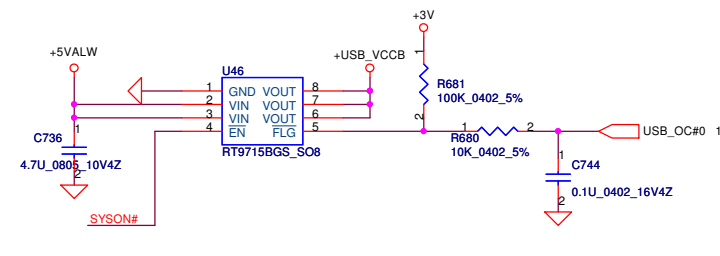 +3V
+5VALW
+USB_VCCB
U46
1 GND VOUT 8
2 VIN VOUT 7
3 VIN VOUT 6
4 EN FLG 5
RT9715BGS_SO8
1
R681
100K_0402_5%
2
1 2
R680
10K_0402_5%
USB_OC#0 1
1
C736
4.7U_0805_10V4Z
2
1
C744
0.1U_0402_16V4Z
2
SYSON#